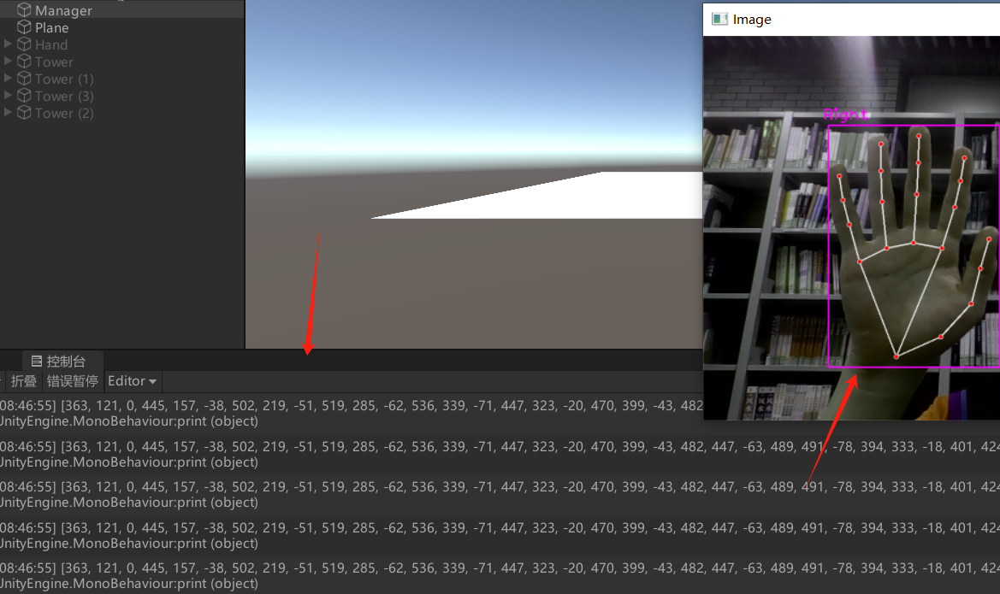 Manager
Plane
Hand
Tower
Tower (1)
Tower (3)
Tower (2)
Image
Right
控制台
折叠 错误暂停 Editor
08:46:55] [363, 121, 0, 445, 157, -38, 502, 219, -51, 519, 285, -62, 536, 339, -71, 447, 323, -20, 470, 399, -43, 482
UnityEngine.MonoBehaviour:print (object)
08:46:55] [363, 121, 0, 445, 157, -38, 502, 219, -51, 519, 285, -62, 536, 339, -71, 447, 323, -20, 470, 399, -43, 482, 447, -63, 489, 491, -78, 394, 333, -18, 401, 424
UnityEngine.MonoBehaviour:print (object)
08:46:55] [363, 121, 0, 445, 157, -38, 502, 219, -51, 519, 285, -62, 536, 339, -71, 447, 323, -20, 470, 399, -43, 482, 447, -63, 489, 491, -78, 394, 333, -18, 401, 424
UnityEngine.MonoBehaviour:print (object)
08:46:55] [363, 121, 0, 445, 157, -38, 502, 219, -51, 519, 285, -62, 536, 339, -71, 447, 323, -20, 470, 399, -43, 482, 447, -63, 489, 491, -78, 394, 333, -18, 401, 424
UnityEngine.MonoBehaviour:print (object)
08:46:55] [363, 121, 0, 445, 157, -38, 502, 219, -51, 519, 285, -62, 536, 339, -71, 447, 323, -20, 470, 399, -43, 482, 447, -63, 489, 491, -78, 394, 333, -18, 401, 424
UnityEngine.MonoBehaviour:print (object)